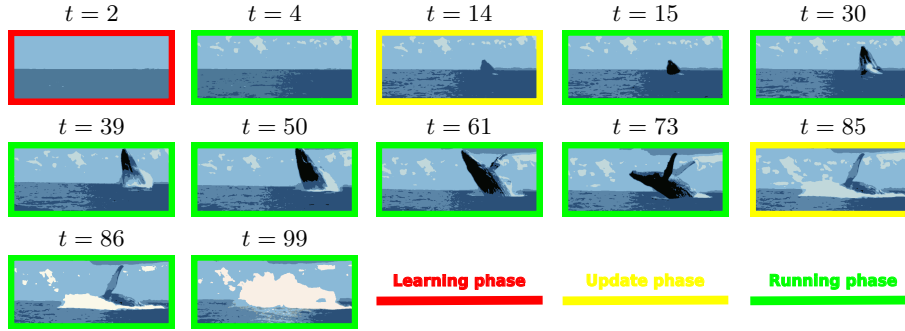 t = 2
t = 4
t = 14
t = 15
t = 30
t = 39
t = 50
t = 61
t = 73
t = 85
t = 86
t = 99
Learning phase
Update phase
Running phase